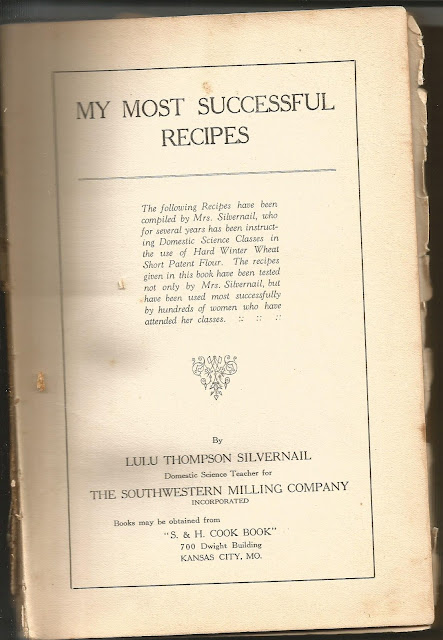 MY MOST SUCCESSFUL
RECIPES
The following Recipes have been
compiled by Mrs. Silvernail, who
for several years has been instruct-
ing Domestic Science Classes in
the use of Hard Winter Wheat
Short Patent Flour. The recipes
given in this book have been tested
not only by Mrs. Silvernail, but
have been used most successfully
by hundreds of women who have
attended her classes. :: :: ::
By
LULU THOMPSON SILVERNAIL
Domestic Science Teacher for
THE SOUTHWESTERN MILLING COMPANY
INCORPORATED
Books may be obtained from
"S. & H. COOK BOOK"
700 Dwight Building
KANSAS CITY, MO.